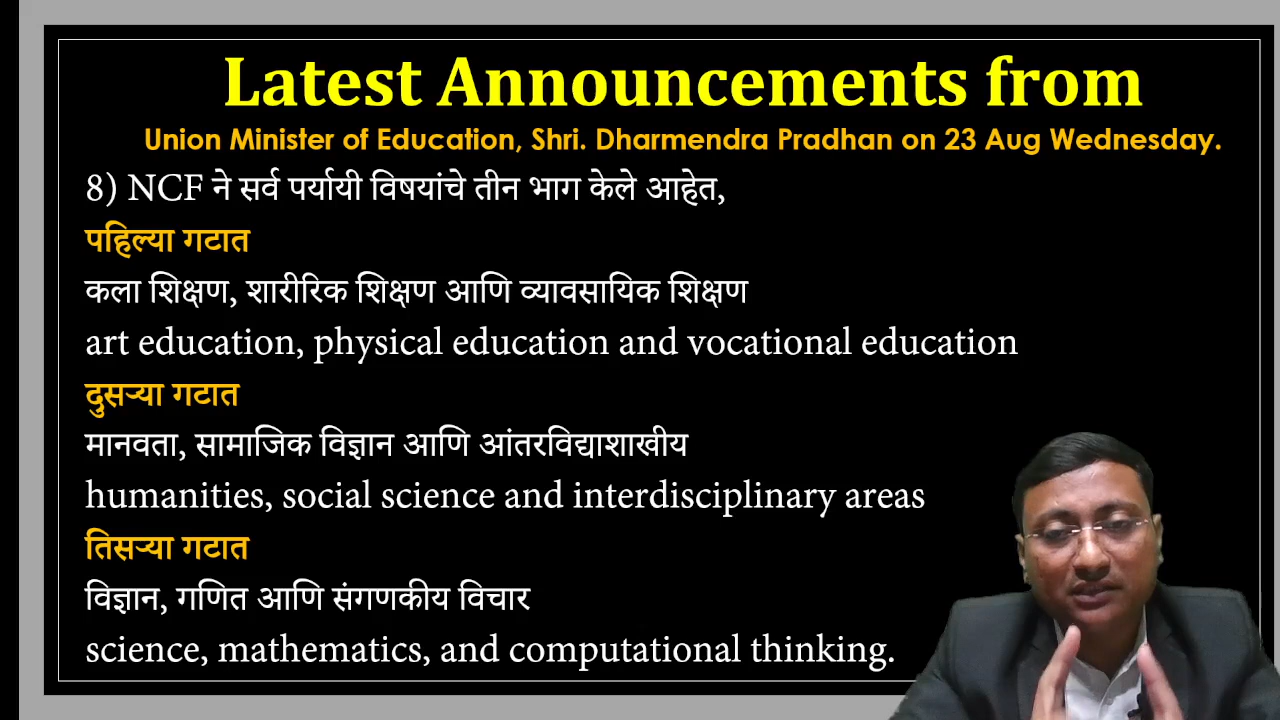 Latest Announcements from
Union Minister of Education, Shri. Dharmendra Pradhan on 23 Aug Wednesday.
8) NCF ने सर्व पर्यायी विषयांचे तीन भाग केले आहेत,
पहिल्या गटात
कला शिक्षण, शारीरिक शिक्षण आणि व्यावसायिक शिक्षण
art education, physical education and vocational education
दुसऱ्या गटात
मानवता, सामाजिक विज्ञान आणि आंतरविद्याशाखीय
humanities, social science and interdisciplinary areas
तिसऱ्या गटात
विज्ञान, गणित आणि संगणकीय विचार
science, mathematics, and computational thinking.